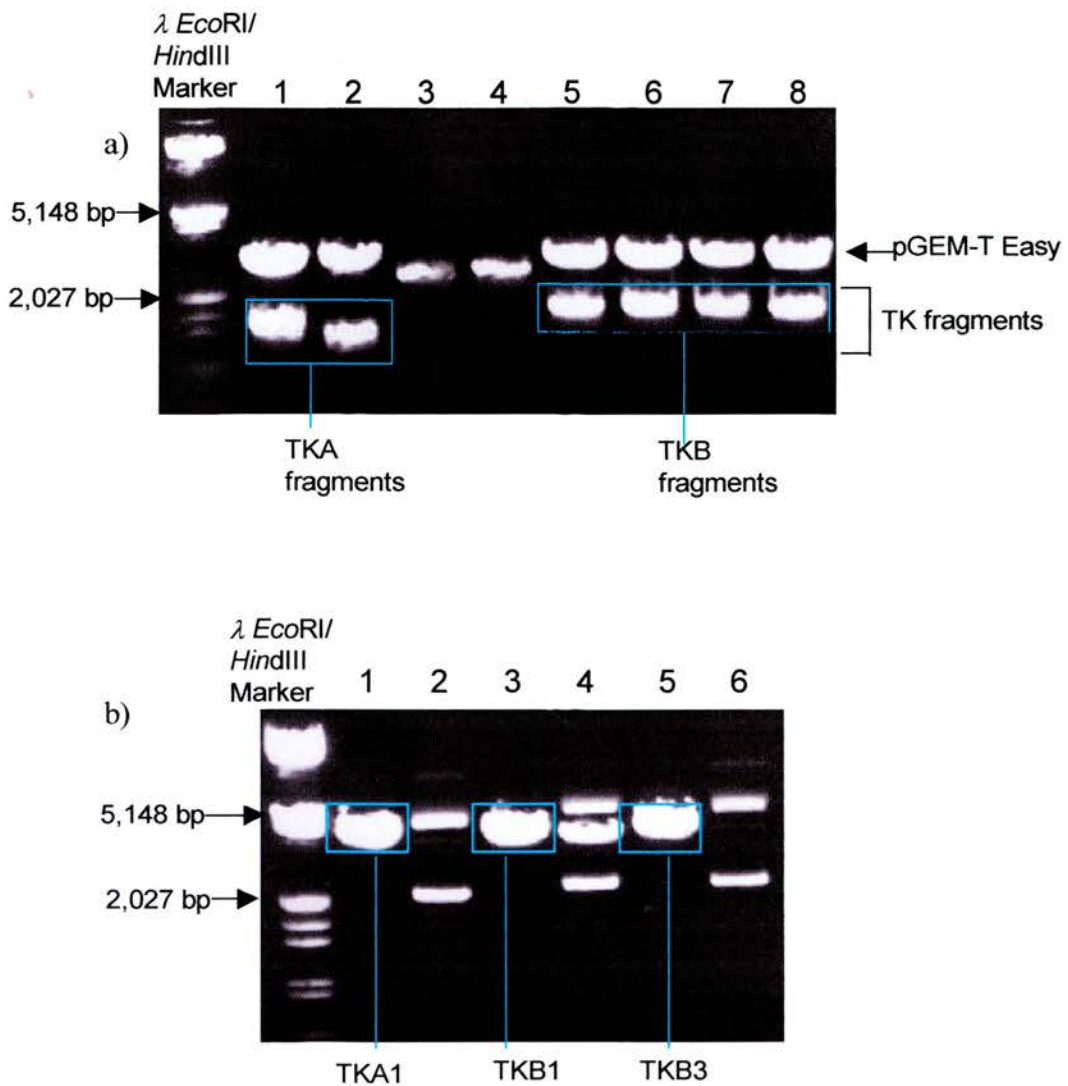 λ EcoRI/
HindIII
Marker
1 2 3 4 5 6 7 8
a)
5,148 bp
pGEM-T Easy
2,027 bp
TK fragments
TKA
fragments
TKB
fragments
λ EcoRI/
HindIII
Marker
1 2 3 4 5 6
b)
5,148 bp
2,027 bp
TKA1
TKB1
TKB3